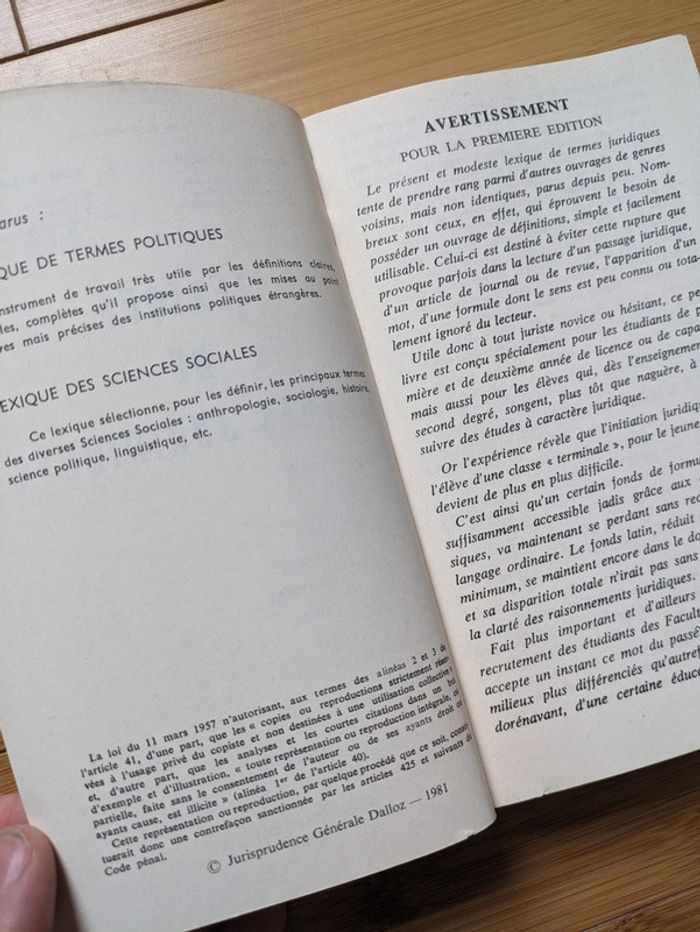 arus :
QUE DE TERMES POLITIQUES
nstrument de travail très utile par les définitions claires,
les, complètes qu'il propose ainsi que les mises au point
ves mais précises des institutions politiques étrangères.
EXIQUE DES SCIENCES SOCIALES
Ce lexique sélectionne, pour les définir, les principaux termes
des diverses Sciences Sociales : anthropologie, sociologie, histoire,
science politique, linguistique, etc.
La loi du 11 mars 1957 n'autorisant, aux termes des alinéas 2 et 3 de
l'article 41, d'une part, que les « copies ou reproductions strictement réser-
vées à l'usage privé du copiste et non destinées à une utilisation collective »
et, d'autre part, que les analyses et les courtes citations dans un but
d'exemple et d'illustration, « toute représentation ou reproduction intégrale, ou
partielle, faite sans le consentement de l'auteur ou de ses ayants droit ou
ayants cause, est illicite » (alinéa 1er de l'article 40).
Cette représentation ou reproduction, par quelque procédé que ce soit, consti-
tuerait donc une contrefaçon sanctionnée par les articles 425 et suivants du
Code pénal.
© Jurisprudence Générale Dalloz — 1981
AVERTISSEMENT
POUR LA PREMIERE EDITION
Le présent et modeste lexique de termes juridiques
tente de prendre rang parmi d'autres ouvrages de genres
voisins, mais non identiques, parus depuis peu. Nom-
breux sont ceux, en effet, qui éprouvent le besoin de
posséder un ouvrage de définitions, simple et facilement
utilisable. Celui-ci est destiné à éviter cette rupture que
provoque parfois dans la lecture d'un passage juridique,
d'un article de journal ou de revue, l'apparition d'un
mot, d'une formule dont le sens est peu connu ou tota-
lement ignoré du lecteur.
Utile donc à tout juriste novice ou hésitant, ce pe
livre est conçu spécialement pour les étudiants de p
mière et de deuxième année de licence ou de capa
mais aussi pour les élèves qui, dès l'enseignemen
second degré, songent, plus tôt que naguère, à
suivre des études à caractère juridique.
Or l'expérience révèle que l'initiation juridiqu
l'élève d'une classe « terminale », pour le jeune
devient de plus en plus difficile.
C'est ainsi qu'un certain fonds de formu
suffisamment accessible jadis grâce aux
siques, va maintenant se perdant sans rec
langage ordinaire. Le fonds latin, réduit
minimum, se maintient encore dans le do
et sa disparition totale n'irait pas sans
la clarté des raisonnements juridiques.
Fait plus important et d'ailleurs
recrutement des étudiants des Facul
accepte un instant ce mot du passé
milieux plus différenciés qu'autref
dorénavant, d'une certaine éduc